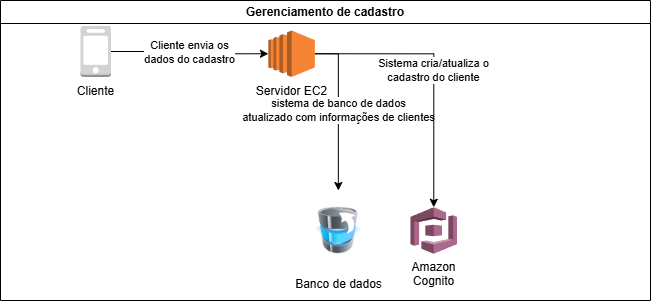 Gerenciamento de cadastro
Cliente envia os
dados do cadastro
Cliente
Servidor EC2
Sistema cria/atualiza o
cadastro do cliente
sistema de banco de dados
atualizado com informações de clientes
Banco de dados
Amazon
Cognito